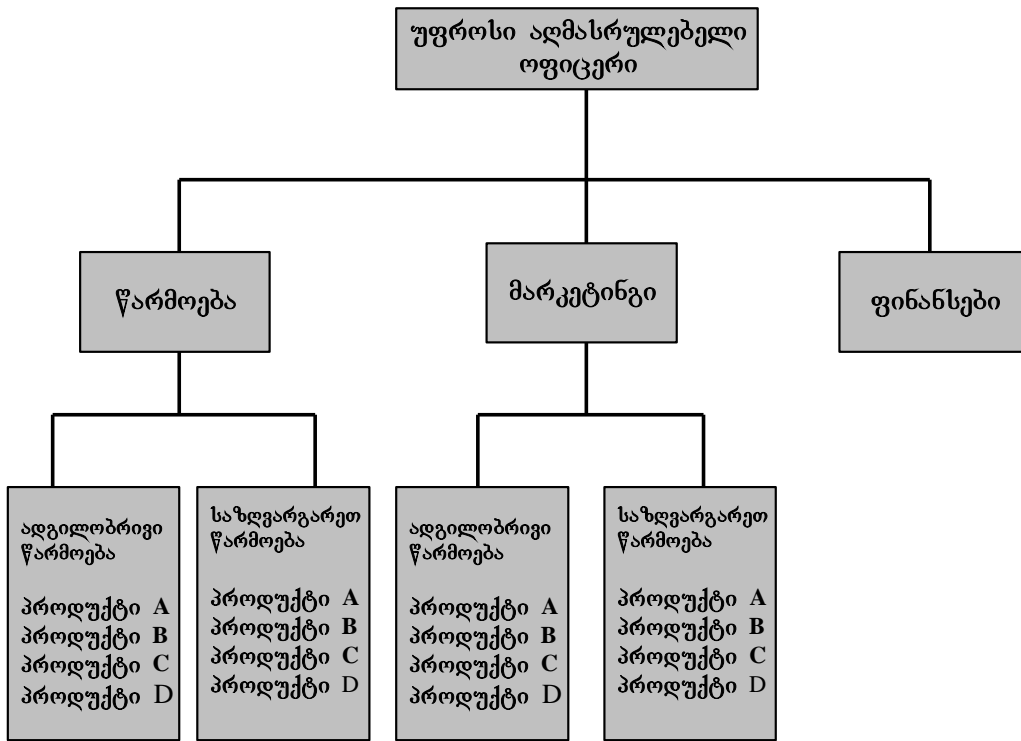 უფროსი აღმასრულებელი
ოფიცერი
წარმოება
მარკეტინგი
ფინანსები
ადგილობრივი
წარმოება
პროდუქტი A
პროდუქტი B
პროდუქტი C
პროდუქტი D
საზღვარგარეთ
წარმოება
პროდუქტი A
პროდუქტი B
პროდუქტი C
პროდუქტი D
ადგილობრივი
წარმოება
პროდუქტი A
პროდუქტი B
პროდუქტი C
პროდუქტი D
საზღვარგარეთ
წარმოება
პროდუქტი A
პროდუქტი B
პროდუქტი C
პროდუქტი D